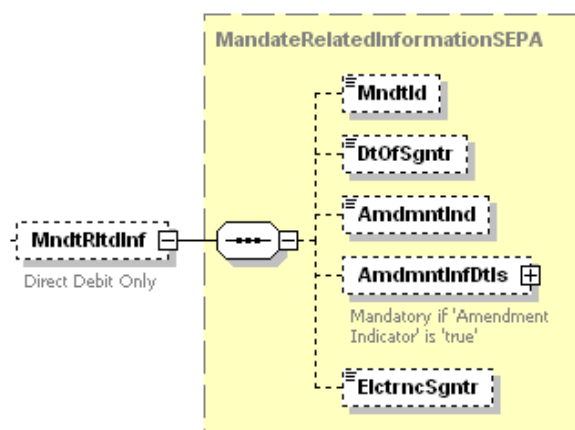 MandateRelatedInformationSEPA
MndtId
DtOfSgntr
AmdmntInd
MndtRltdInf
Direct Debit Only
AmdmntInfDtls
Mandatory if 'Amendment
Indicator' is 'true'
ElctrncSgntr